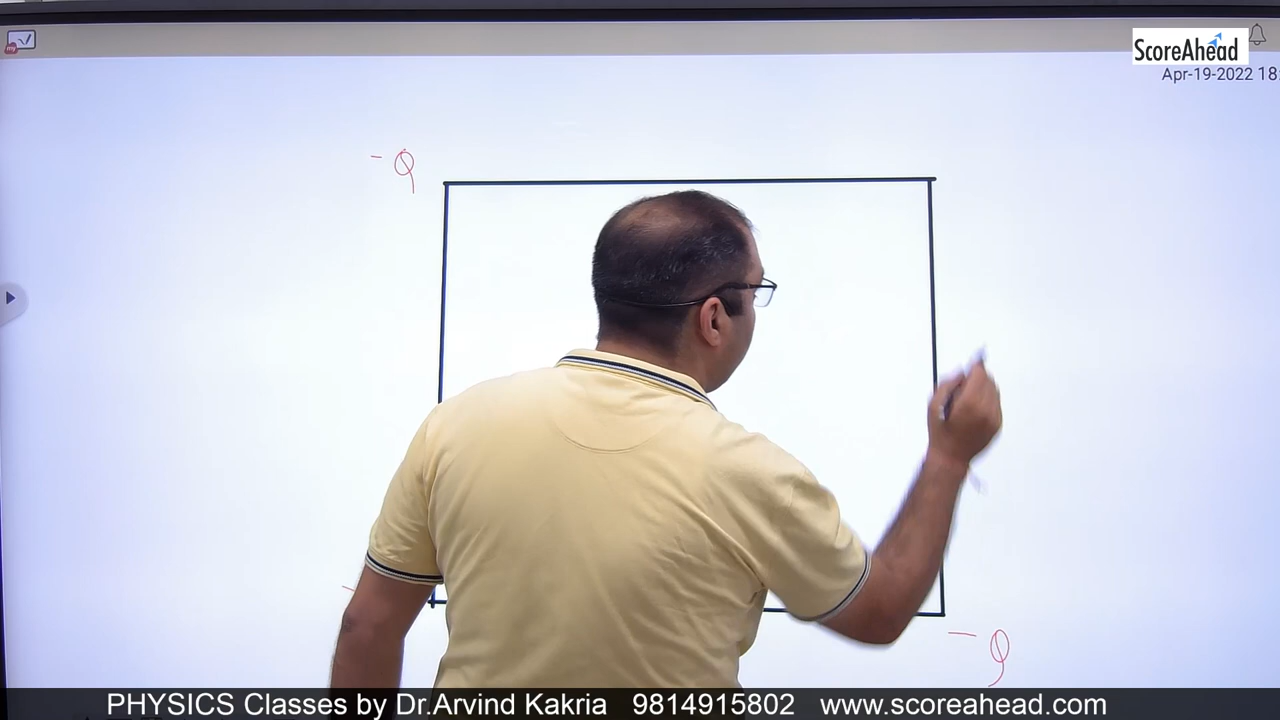 ScoreAhead
Apr-19-2022 18:
- Q
-
- Q
PHYSICS Classes by Dr.Arvind Kakria 9814915802 www.scoreahead.com